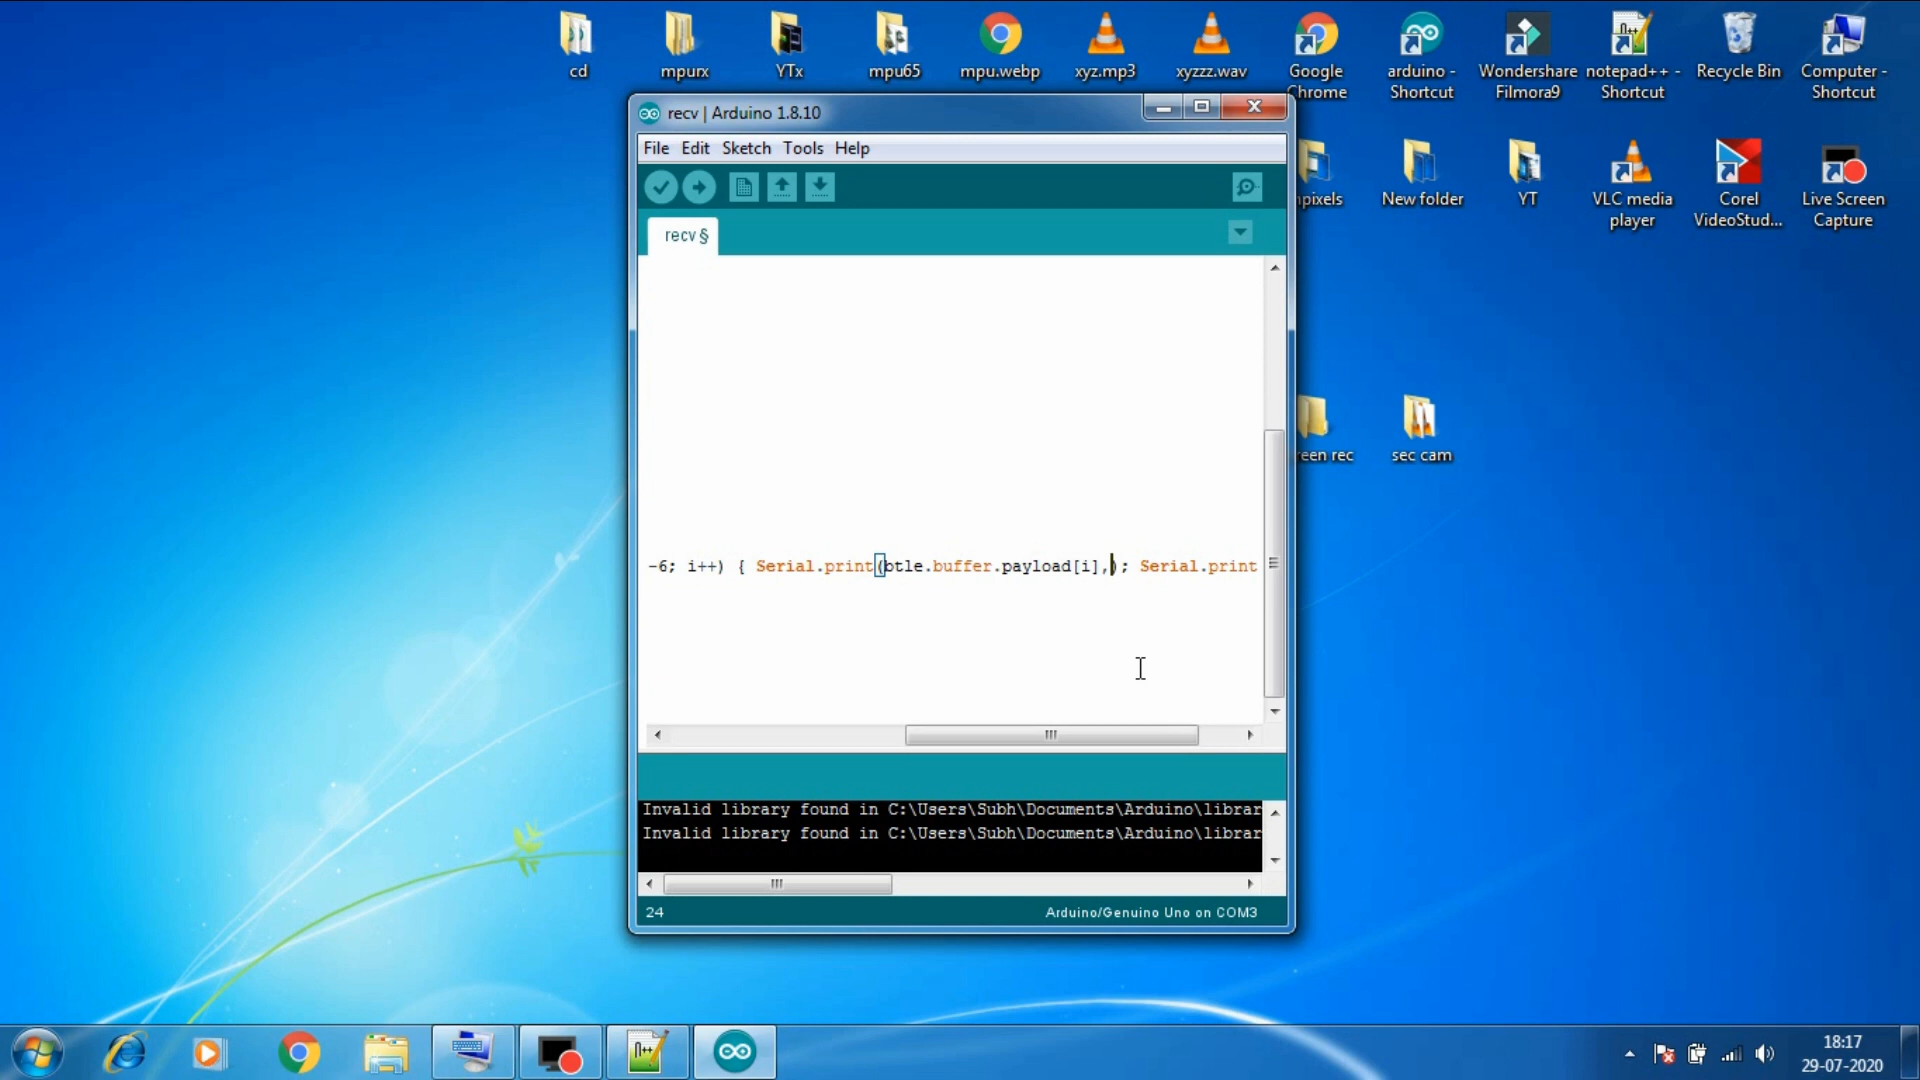 cd
mpurx
YTx
mpu65
mpu.webp
xyz.mp3
xyzzz.wav
Google
Chrome
arduino -
Shortcut
Wondershare
Filmora9
notepad++ -
Shortcut
Recycle Bin
Computer -
Shortcut
recv | Arduino 1.8.10
File Edit Sketch Tools Help
recv §
pixels
New folder
YT
VLC media
player
Corel
VideoStud...
Live Screen
Capture
een rec
sec cam
-6; i++) { Serial.print(btle.buffer.payload[i],); Serial.print
Invalid library found in C:\Users\Subh\Documents\Arduino\librar
Invalid library found in C:\Users\Subh\Documents\Arduino\librar
24
Arduino/Genuino Uno on COM3
18:17
29-07-2020